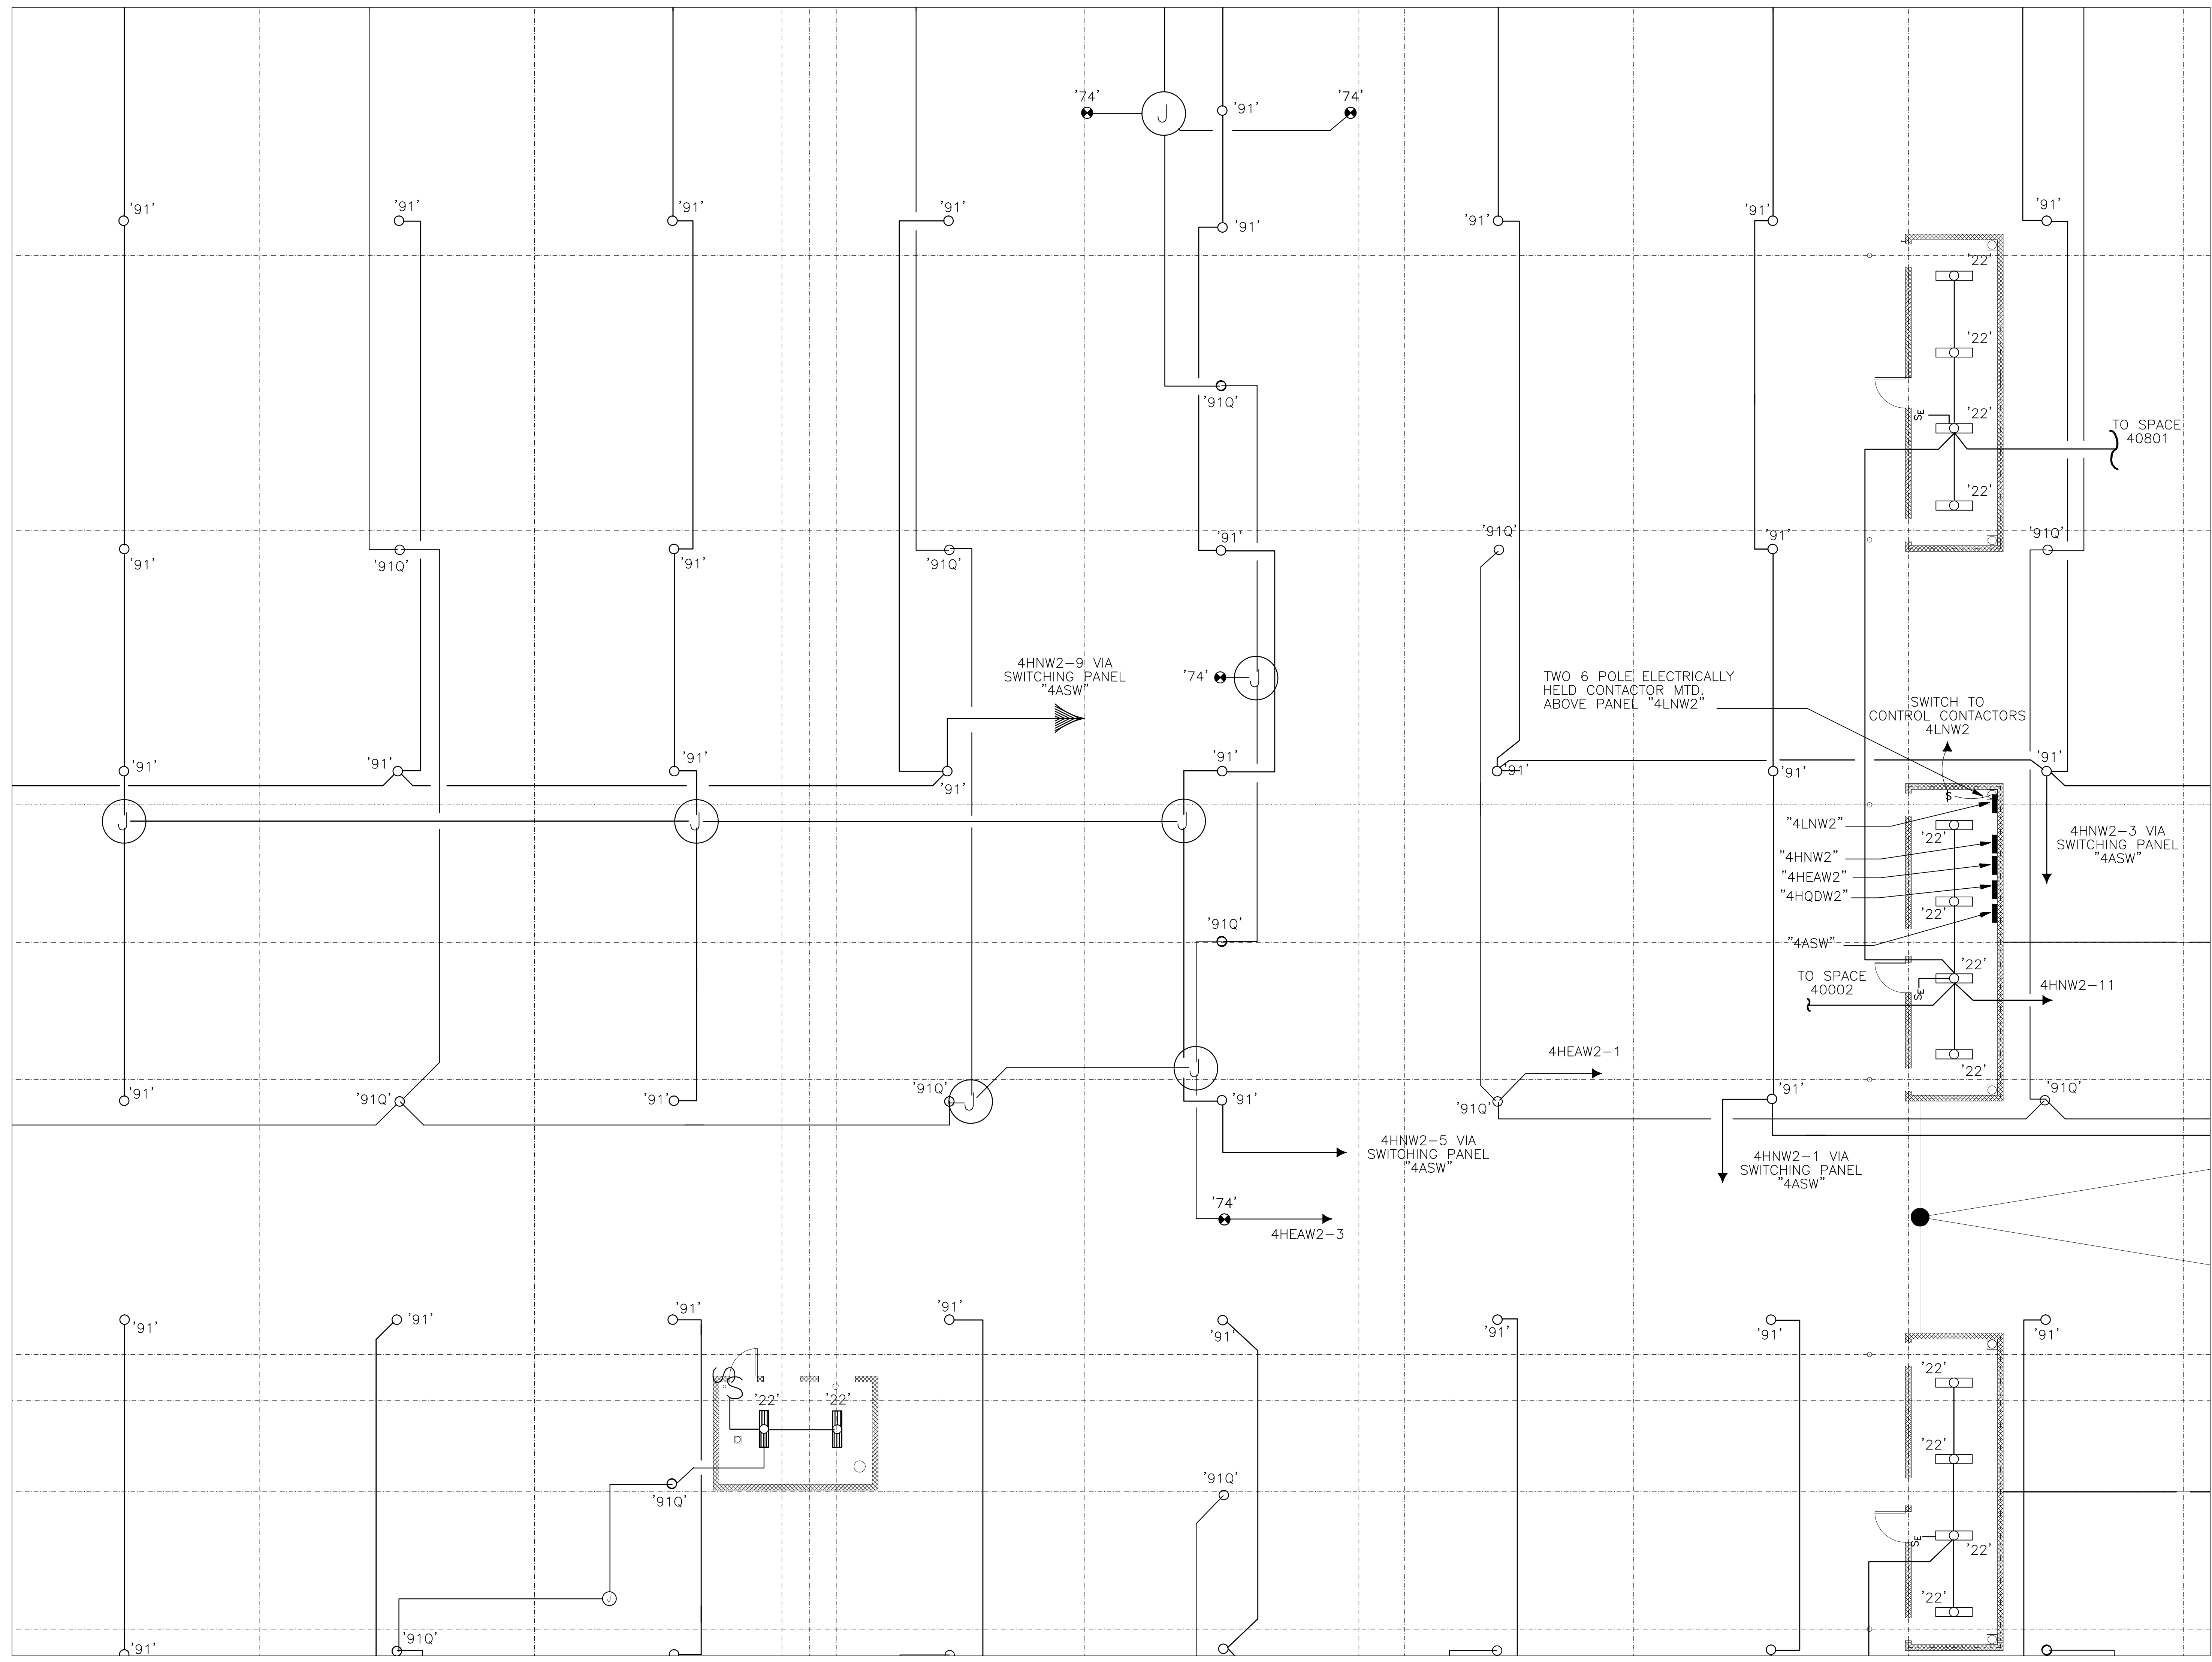 '74'
'74'
'91'
'91'
'91'
'91'
'91'
'91'
'91'
'91'
'91'
'22'
'22'
'91Q'
'22'
TO SPACE
40801
SE
'22'
'91'
'91Q'
'91'
'91Q'
'91'
'91Q'
'91'
'91Q'
4HNW2-9 VIA
SWITCHING PANEL
"4ASW"
'74'
J
J
TWO 6 POLE ELECTRICALLY
HELD CONTACTOR MTD.
ABOVE PANEL "4LNW2"
SWITCH TO
CONTROL CONTACTORS
4LNW2
'91'
'91'
'91'
'91'
'91'
'91'
'91'
'91'
S
J
J
J
"4LNW2"
'22'
4HNW2-3 VIA
SWITCHING PANEL
"4ASW"
"4HNW2"
"4HEAW2"
"4HQDW2"
'22'
'91Q'
"4ASW"
'22'
TO SPACE
40002
SE
4HNW2-11
4HEAW2-1
'22'
J
J
'91'
'91Q'
'91'
'91Q'
'91'
'91Q'
'91'
'91Q'
4HNW2-5 VIA
SWITCHING PANEL
"4ASW"
4HNW2-1 VIA
SWITCHING PANEL
"4ASW"
'74'
4HEAW2-3
'91'
'91'
'91'
'91'
'91'
'91'
'91'
'91'
'22'
'22'
'22'
'22'
'91Q'
'91Q'
SE
'22'
J
'22'
'91'
'91Q'